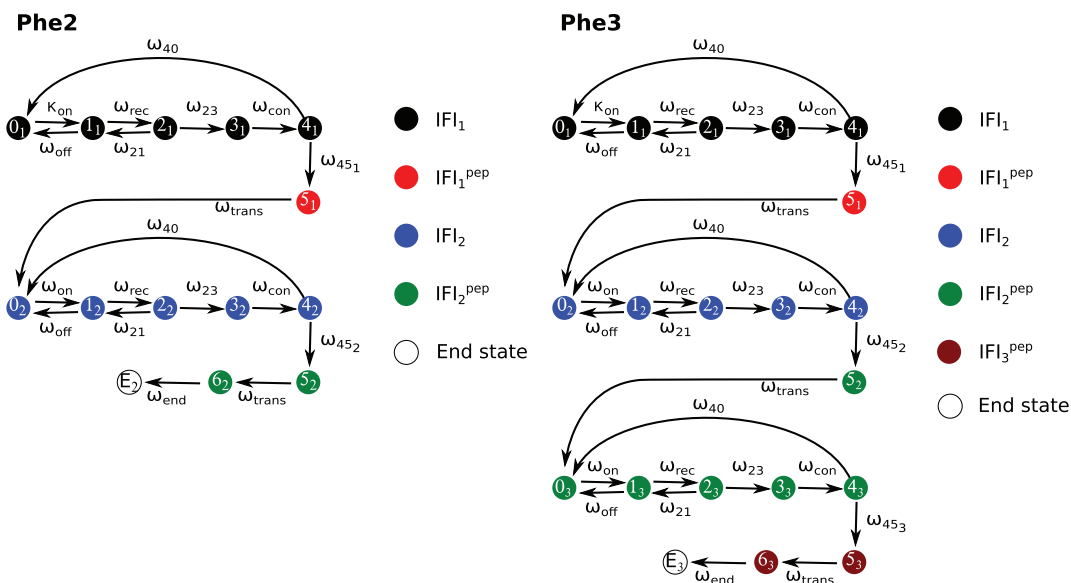 Phe2
ω40
κon ωrec ω23 ωcon
01 11 21 31 41
ωoff ω21
ω451
51
ωtrans
ω40
ωon ωrec ω23 ωcon
02 12 22 32 42
ωoff ω21
ω452
E2 62 52
ωend ωtrans
IFI1
IFI1pep
IFI2
IFI2pep
End state
Phe3
ω40
κon ωrec ω23 ωcon
01 11 21 31 41
ωoff ω21
ω451
51
ωtrans
ω40
ωon ωrec ω23 ωcon
02 12 22 32 42
ωoff ω21
ω452
52
ωtrans
ω40
ωon ωrec ω23 ωcon
03 13 23 33 43
ωoff ω21
ω453
E3 63 53
ωend ωtrans
IFI1
IFI1pep
IFI2
IFI2pep
IFI3pep
End state